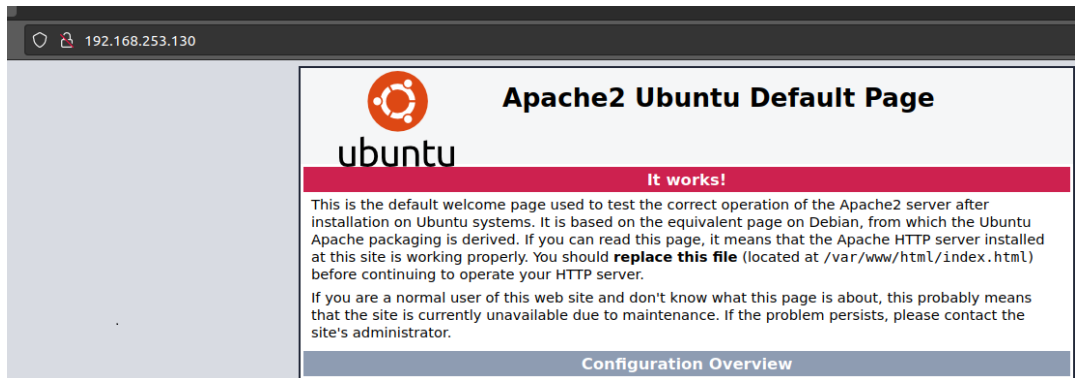 192.168.253.130
Apache2 Ubuntu Default Page
ubuntu
It works!
This is the default welcome page used to test the correct operation of the Apache2 server after
installation on Ubuntu systems. It is based on the equivalent page on Debian, from which the Ubuntu
Apache packaging is derived. If you can read this page, it means that the Apache HTTP server installed
at this site is working properly. You should replace this file (located at /var/www/html/index.html)
before continuing to operate your HTTP server.
If you are a normal user of this web site and don't know what this page is about, this probably means
that the site is currently unavailable due to maintenance. If the problem persists, please contact the
site's administrator.
Configuration Overview